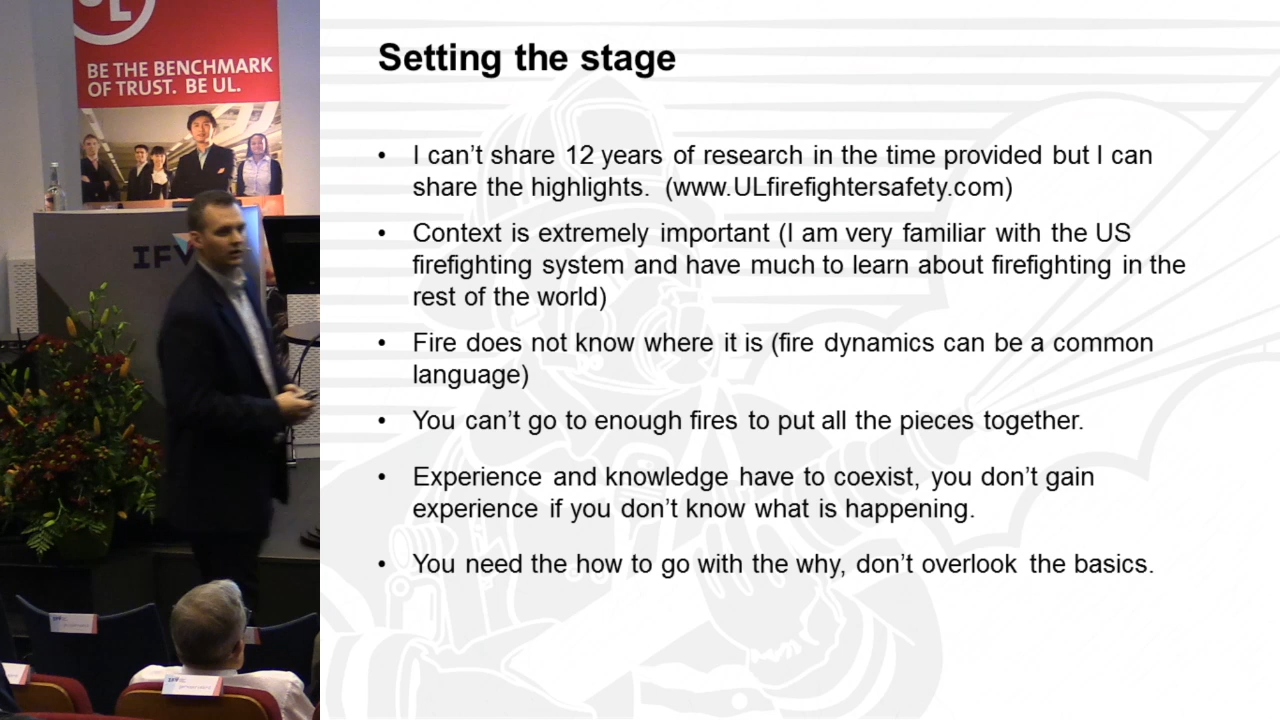 UL
BE THE BENCHMARK
OF TRUST. BE UL.
IFV
Setting the stage
• I can’t share 12 years of research in the time provided but I can
share the highlights. (www.ULfirefightersafety.com)
• Context is extremely important (I am very familiar with the US
firefighting system and have much to learn about firefighting in the
rest of the world)
• Fire does not know where it is (fire dynamics can be a common
language)
• You can’t go to enough fires to put all the pieces together.
• Experience and knowledge have to coexist, you don’t gain
experience if you don’t know what is happening.
• You need the how to go with the why, don’t overlook the basics.